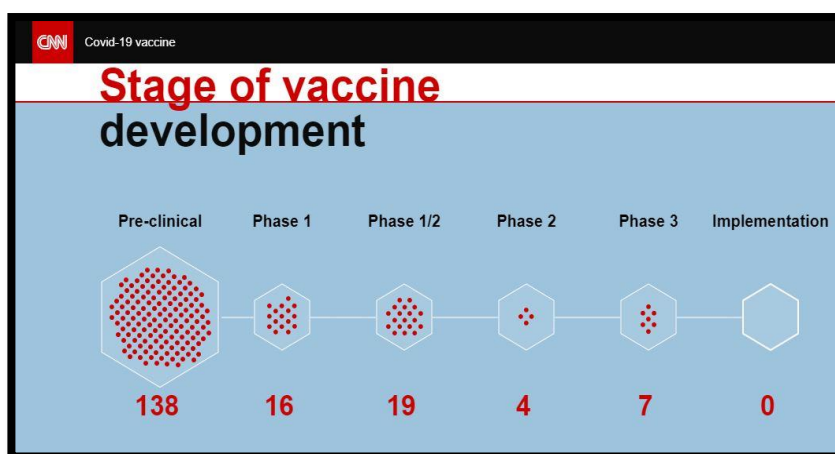 CNN Covid-19 vaccine
Stage of vaccine
development
Pre-clinical Phase 1 Phase 1/2 Phase 2 Phase 3 Implementation
138 16 19 4 7 0